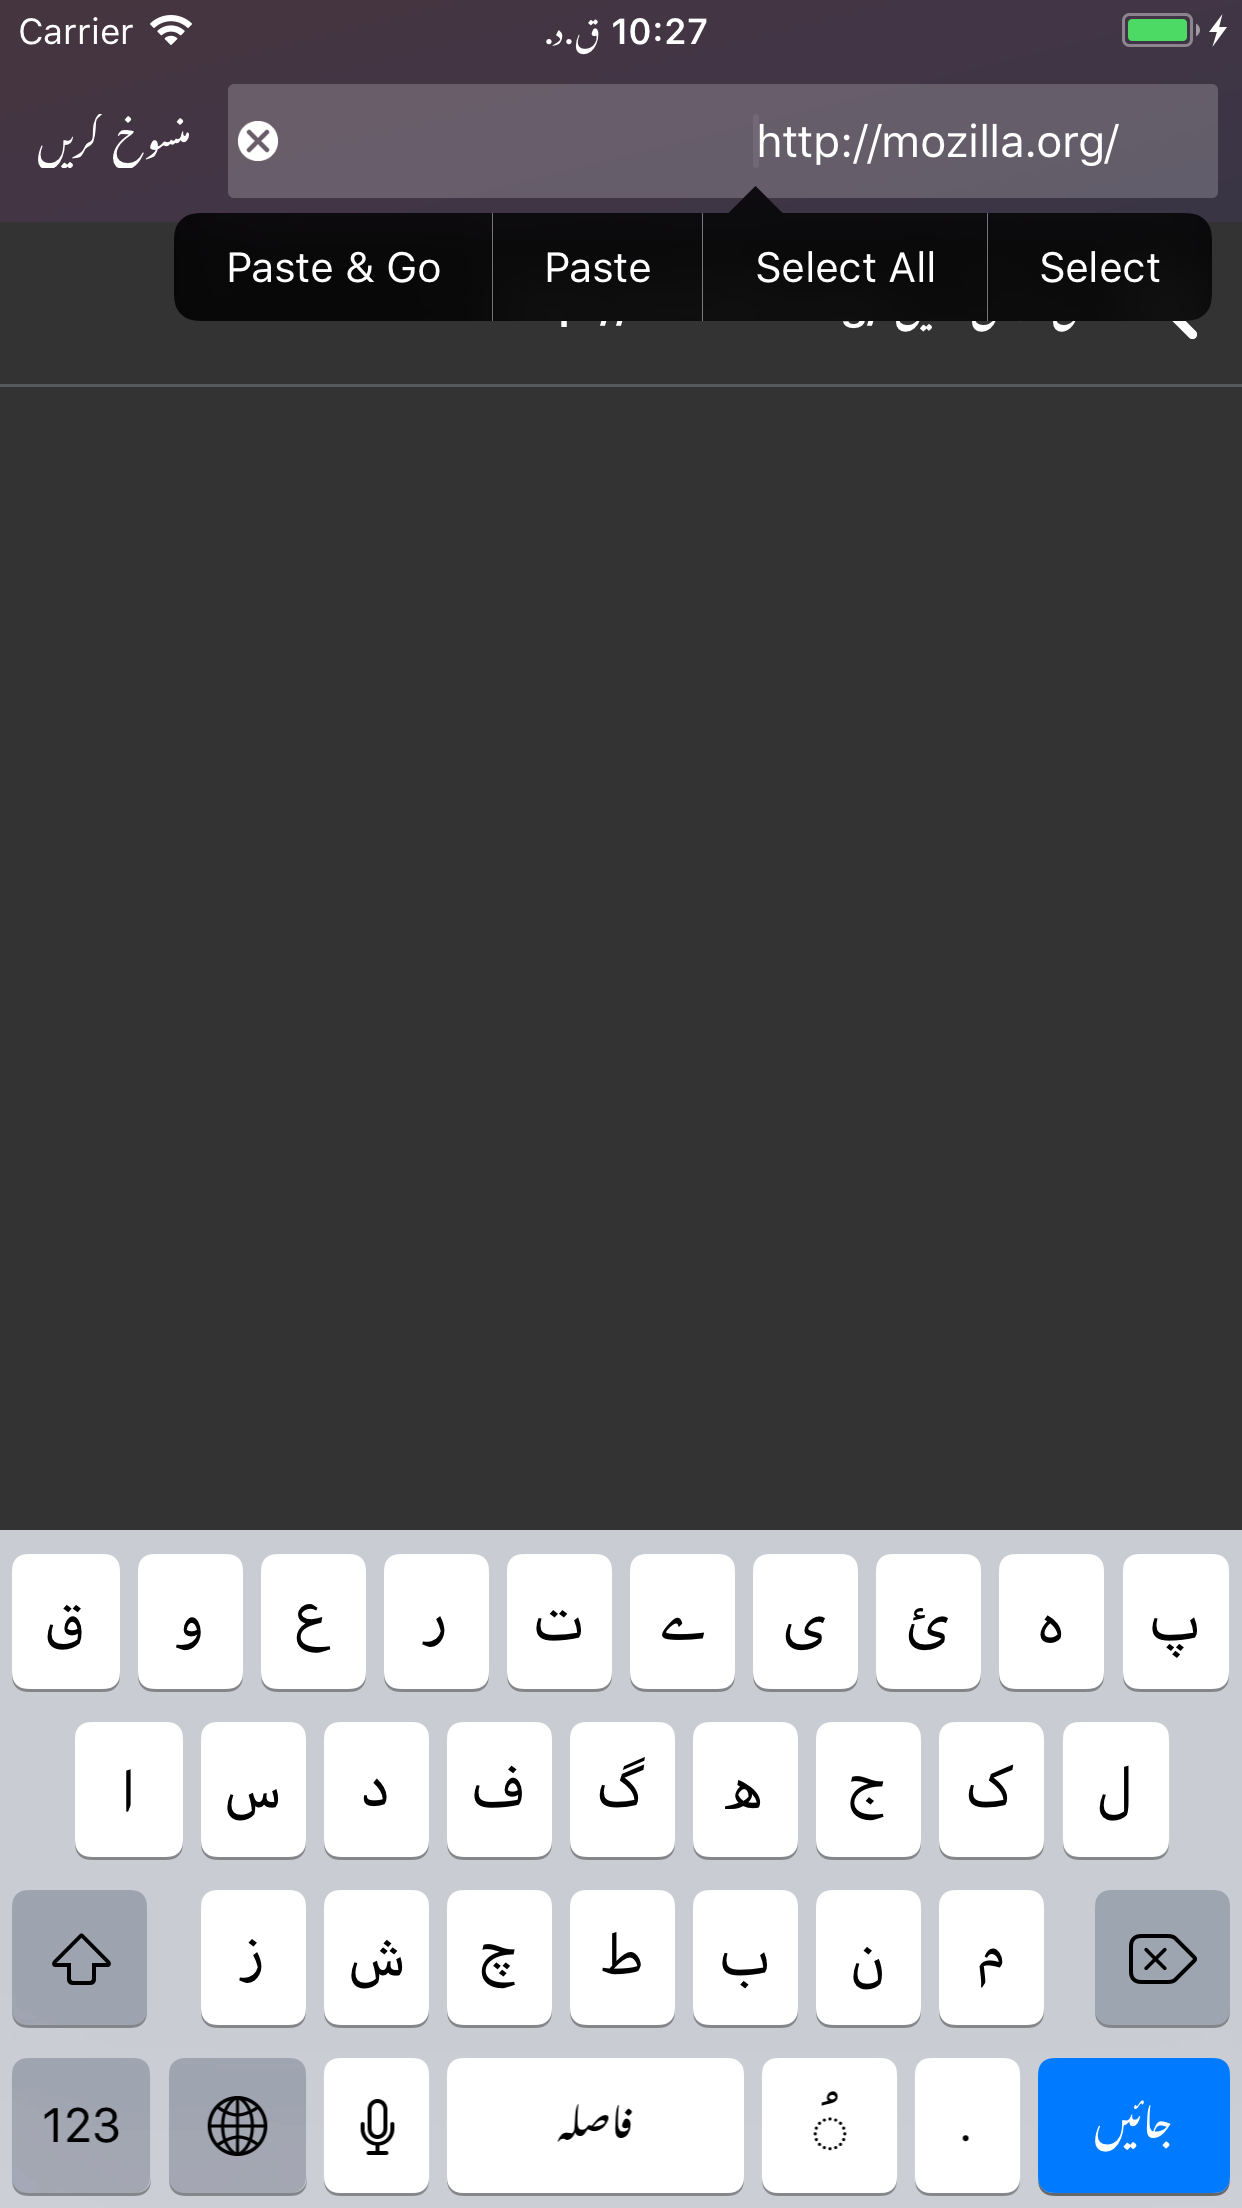 Carrier 10:27 ق.د.
منسوخ کریں http://mozilla.org/
Paste & Go Paste Select All Select
ق و ع ر ت ے ی ئ ہ پ
ا س د ف گ ھ ج ک ل
ز ش چ ط ب ن م
123 فاصلہ ُ . جائیں